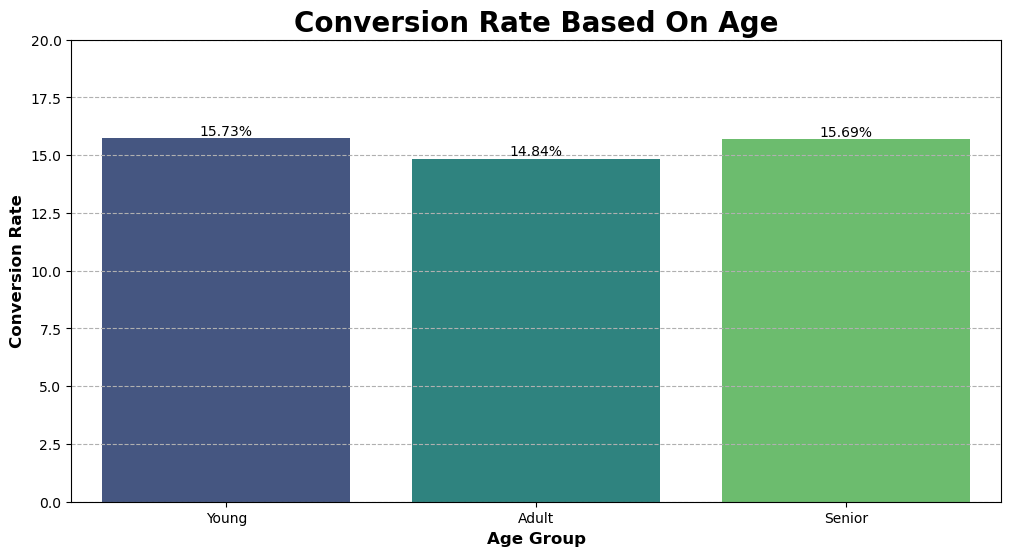 Conversion Rate Based On Age
20.0
17.5
15.0
12.5
10.0
7.5
5.0
2.5
0.0
Conversion Rate
15.73%
14.84%
15.69%
Young
Adult
Senior
Age Group